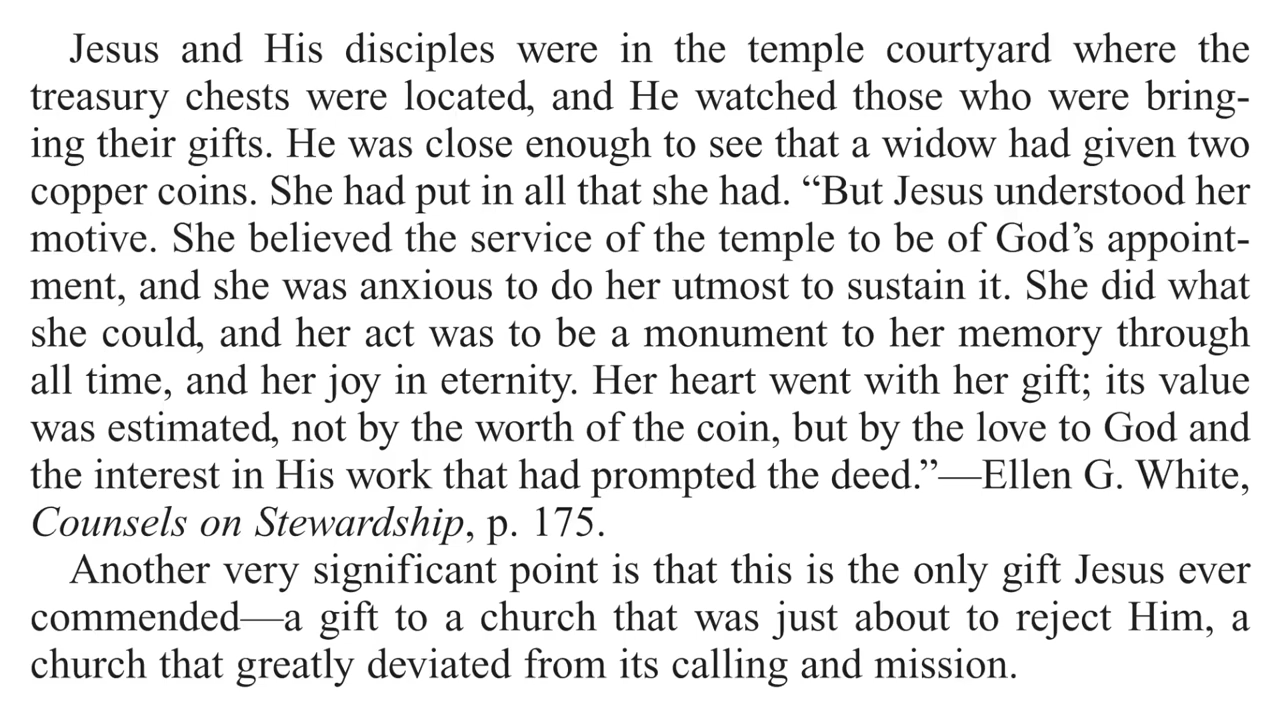 Jesus and His disciples were in the temple courtyard where the
treasury chests were located, and He watched those who were bring-
ing their gifts. He was close enough to see that a widow had given two
copper coins. She had put in all that she had. “But Jesus understood her
motive. She believed the service of the temple to be of God’s appoint-
ment, and she was anxious to do her utmost to sustain it. She did what
she could, and her act was to be a monument to her memory through
all time, and her joy in eternity. Her heart went with her gift; its value
was estimated, not by the worth of the coin, but by the love to God and
the interest in His work that had prompted the deed.”—Ellen G. White,
Counsels on Stewardship, p. 175.
Another very significant point is that this is the only gift Jesus ever
commended—a gift to a church that was just about to reject Him, a
church that greatly deviated from its calling and mission.